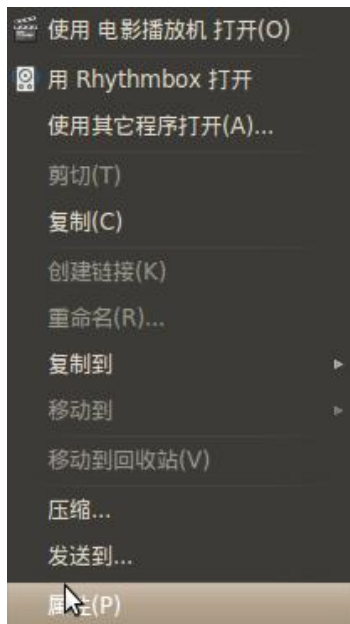 使用 电影播放机 打开(O)
用 Rhythmbox 打开
使用其它程序打开(A)...
剪切(T)
复制(C)
创建链接(K)
重命名(R)...
复制到
移动到
移动到回收站(V)
压缩...
发送到...
属性(P)